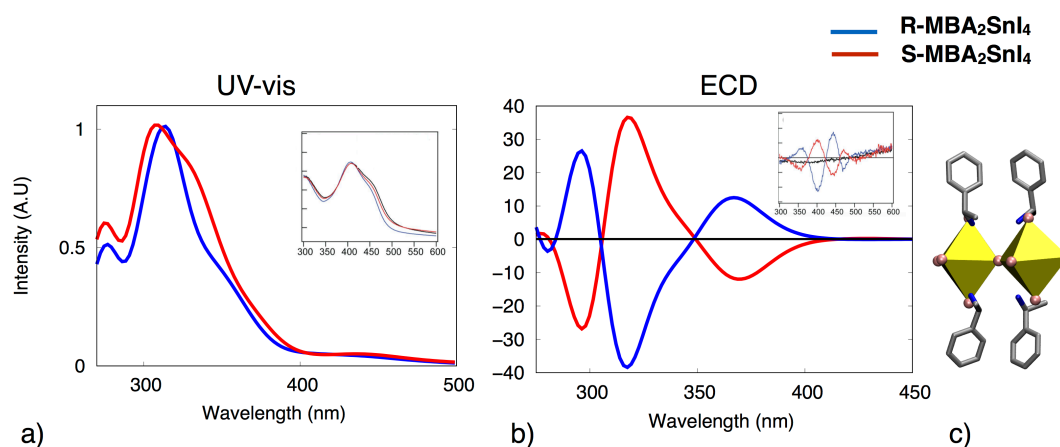 R-MBA₂SnI₄
S-MBA₂SnI₄
UV-vis
ECD
Intensity (A.U)
1
0.5
0
300
400
500
Wavelength (nm)
300 350 400 450 500 550 600
a)
40
30
20
10
0
−10
−20
−30
−40
300
350
400
450
Wavelength (nm)
300 350 400 450 500 550 600
b)
c)